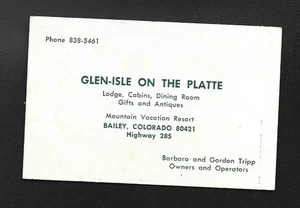 Phone 838-5461
GLEN-ISLE ON THE PLATTE
Lodge, Cabins, Dining Room
Gifts and Antiques
Mountain Vacation Resort
BAILEY, COLORADO 80421
Highway 285
Barbara and Gordon Tripp
Owners and Operators